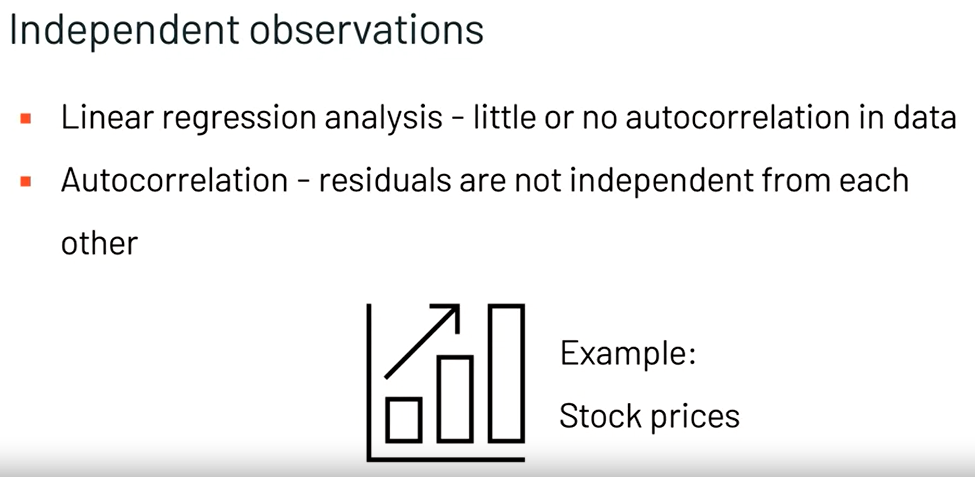 Independent observations
Linear regression analysis - little or no autocorrelation in data
Autocorrelation - residuals are not independent from each
other
Example:
Stock prices